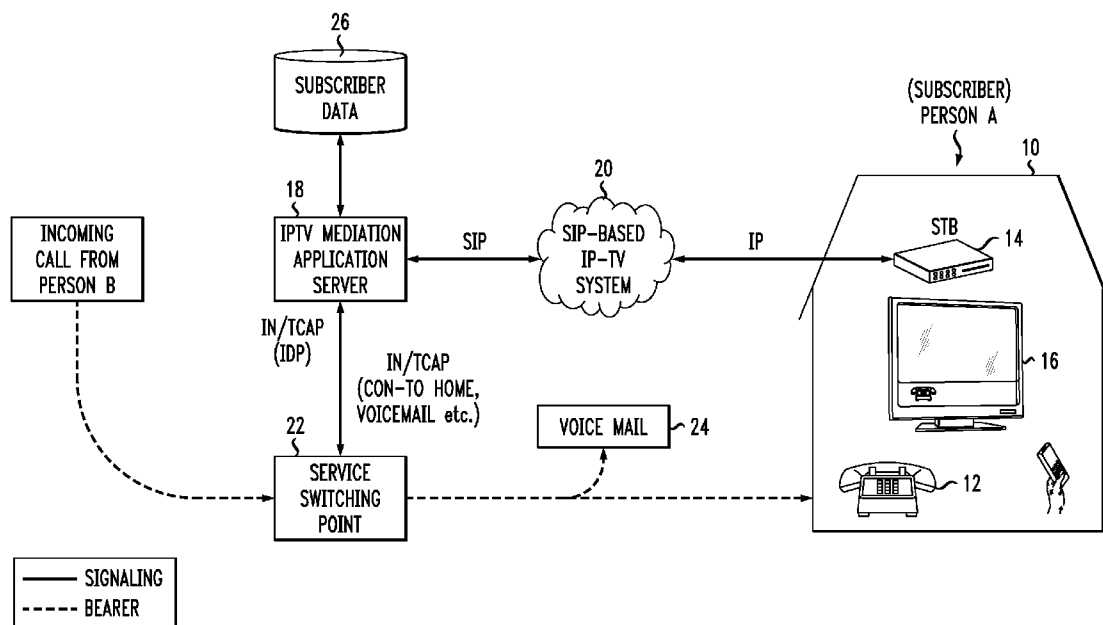 26
SUBSCRIBER
DATA
(SUBSCRIBER)
PERSON A
10
18
20
INCOMING
CALL FROM
PERSON B
IPTV MEDIATION
APPLICATION
SERVER
SIP
SIP-BASED
IP-TV
SYSTEM
IP
STB
14
IN/TCAP
(IDP)
IN/TCAP
(CON-TO HOME,
VOICEMAIL etc.)
16
22
VOICE MAIL
24
SERVICE
SWITCHING
POINT
12
SIGNALING
BEARER